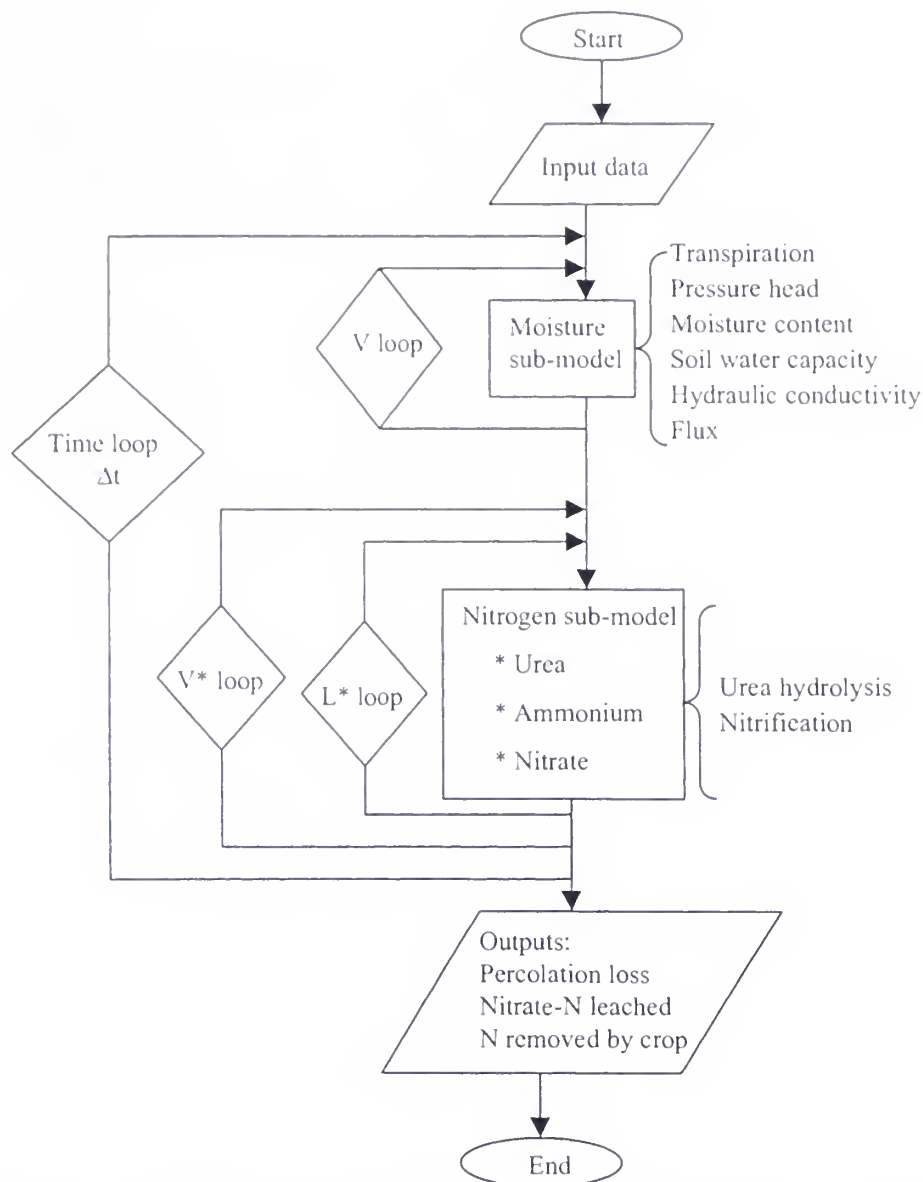 Start
Input data
Transpiration
Pressure head
Moisture content
Soil water capacity
Hydraulic conductivity
Flux
Moisture
sub-model
V loop
Time loop
Δt
Nitrogen sub-model
* Urea
* Ammonium
* Nitrate
V* loop
L* loop
Urea hydrolysis
Nitrification
Outputs:
Percolation loss
Nitrate-N leached
N removed by crop
End